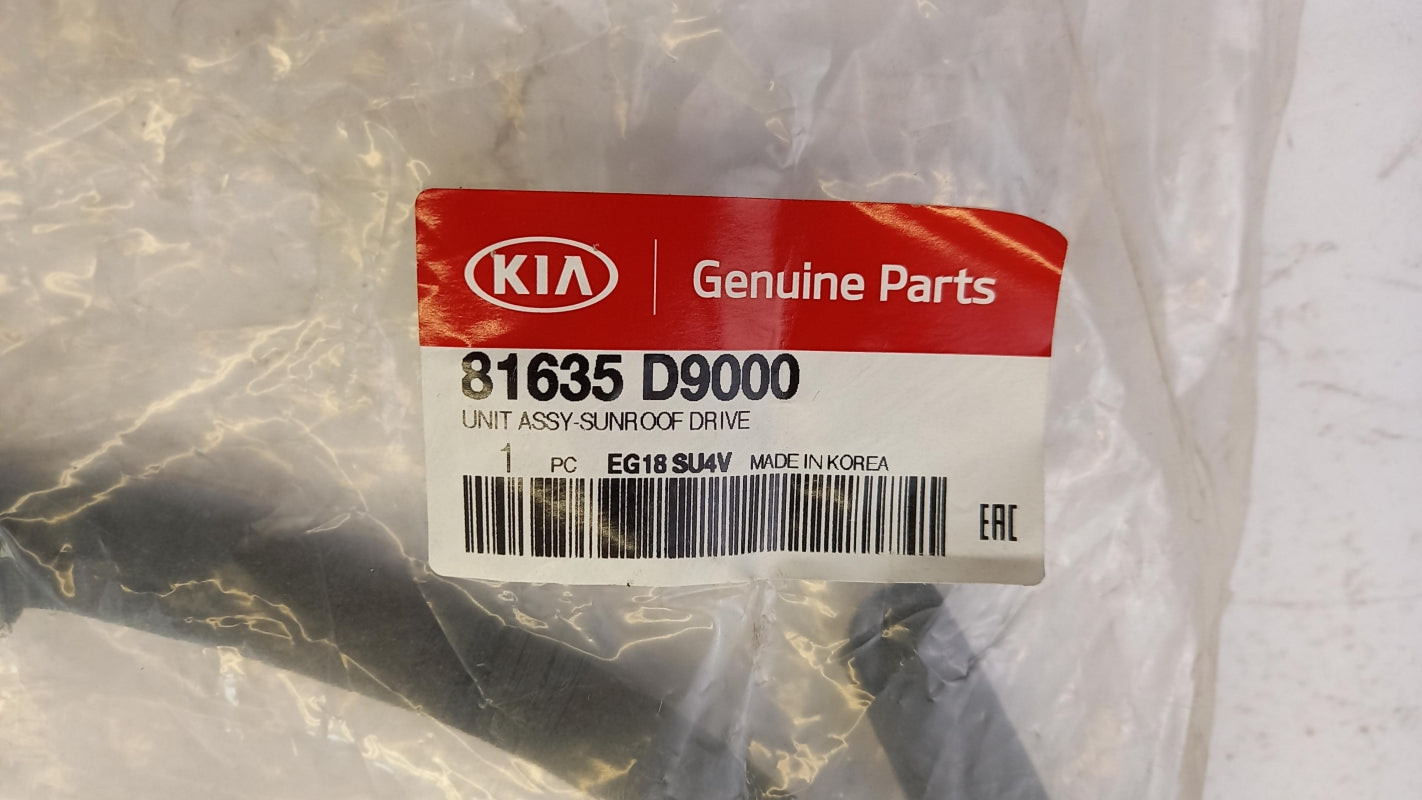 KIA Genuine Parts
81635 D9000
UNIT ASSY-SUNROOF DRIVE
1 PC EG18 SU4V MADE IN KOREA
EAC